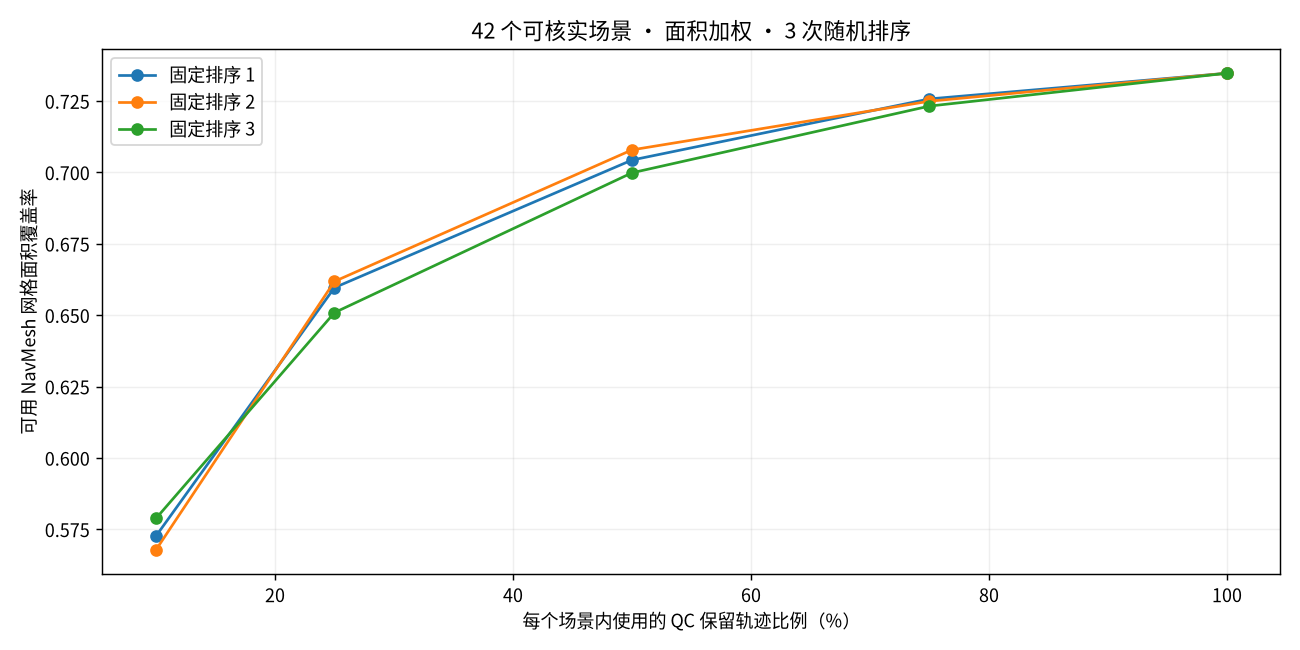 42 个可核实场景 · 面积加权 · 3 次随机排序
固定排序 1
固定排序 2
固定排序 3
可用 NavMesh 网格面积覆盖率
0.725
0.700
0.675
0.650
0.625
0.600
0.575
20
40
60
80
100
每个场景内使用的 QC 保留轨迹比例（%）